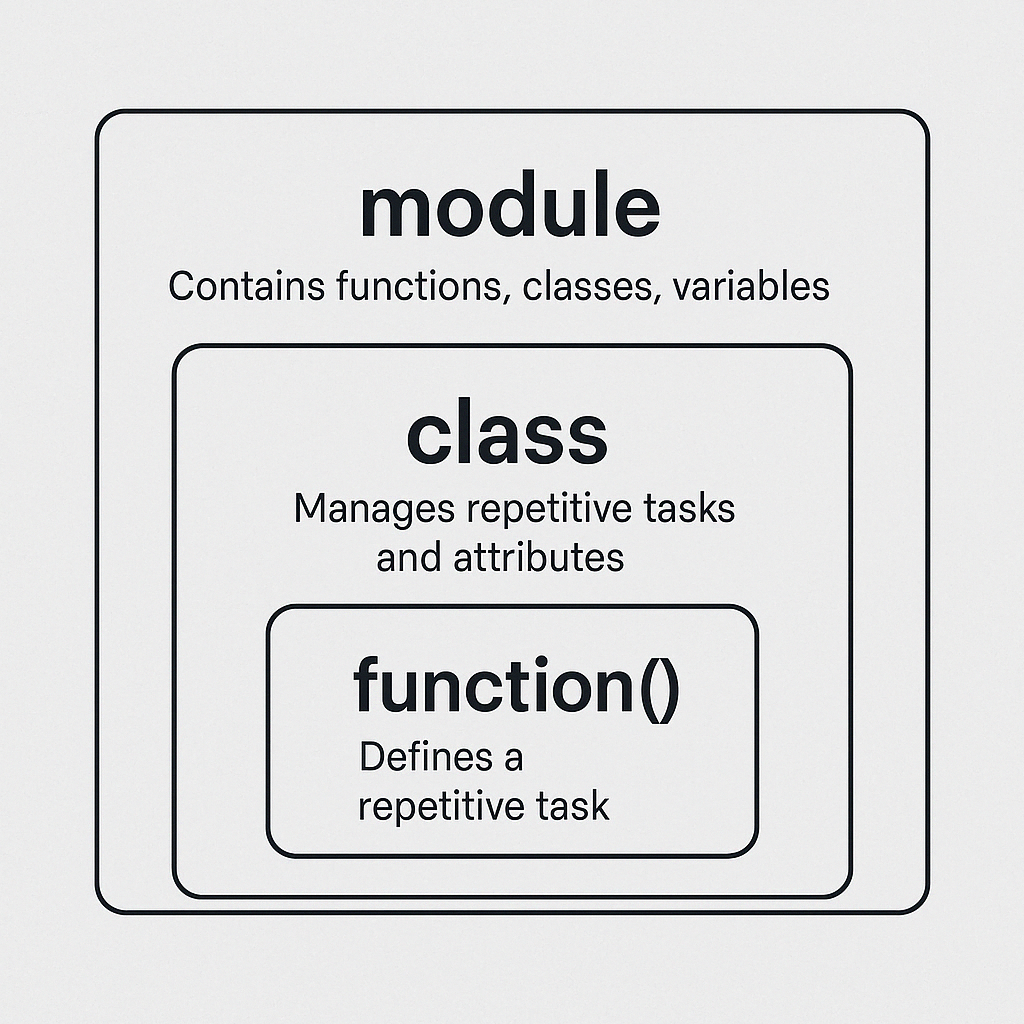 module
Contains functions, classes, variables
class
Manages repetitive tasks
and attributes
function()
Defines a
repetitive task